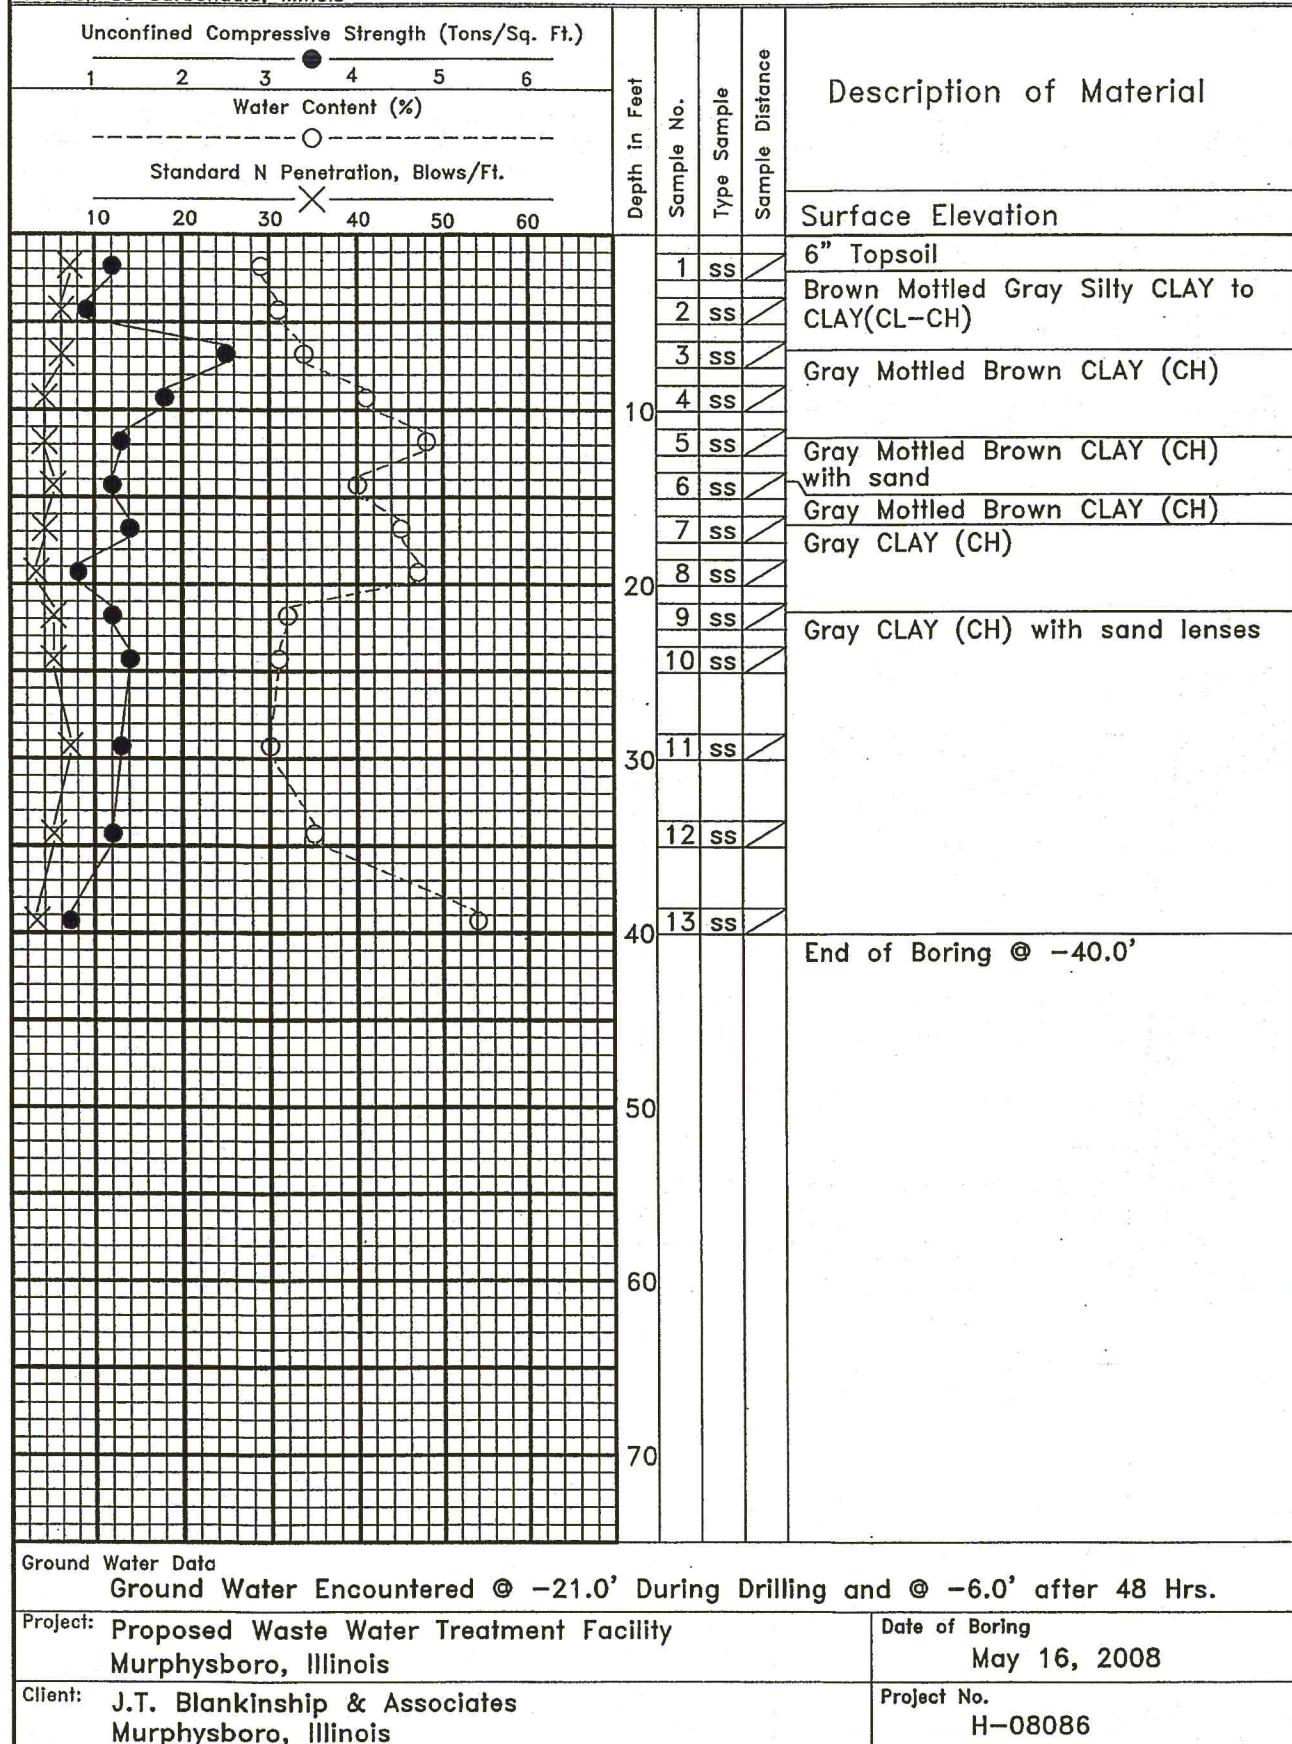 Unconfined Compressive Strength (Tons/Sq. Ft.)
1 2 3 4 5 6
Water Content (%)
Standard N Penetration, Blows/Ft.
10 20 30 40 50 60
Depth in Feet
Sample No.
Type Sample
Sample Distance
Description of Material
Surface Elevation
1 ss
6” Topsoil
2 ss
Brown Mottled Gray Silty CLAY to
CLAY(CL-CH)
3 ss
Gray Mottled Brown CLAY (CH)
10 4 ss
5 ss
Gray Mottled Brown CLAY (CH)
with sand
6 ss
Gray Mottled Brown CLAY (CH)
7 ss
Gray CLAY (CH)
20 8 ss
9 ss
Gray CLAY (CH) with sand lenses
10 ss
30 11 ss
12 ss
40 13 ss
End of Boring @ -40.0’
50
60
70
Ground Water Data
Ground Water Encountered @ -21.0’ During Drilling and @ -6.0’ after 48 Hrs.
Project: Proposed Waste Water Treatment Facility
Murphysboro, Illinois
Date of Boring
May 16, 2008
Client: J.T. Blankinship & Associates
Murphysboro, Illinois
Project No.
H-08086